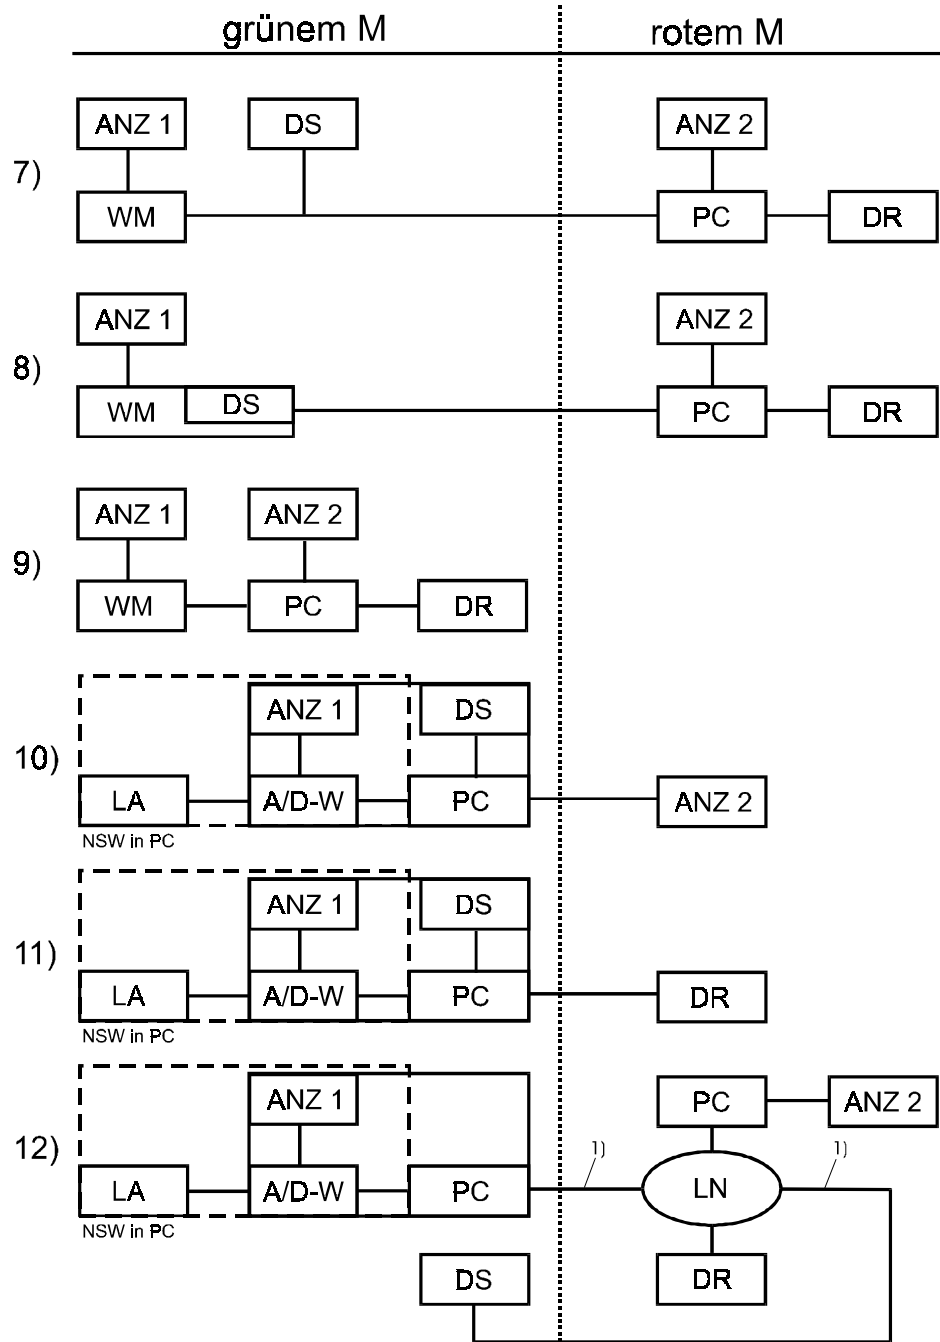 grünem M rotem M
ANZ 1 DS ANZ 2
7)
WM PC DR
ANZ 1 ANZ 2
8)
WM DS PC DR
ANZ 1 ANZ 2
9)
WM PC DR
ANZ 1 DS
10)
LA A/D-W PC ANZ 2
NSW in PC
ANZ 1 DS
11)
LA A/D-W PC DR
NSW in PC
ANZ 1 PC ANZ 2
12) 1) 1)
LA A/D-W PC LN
NSW in PC
DS DR